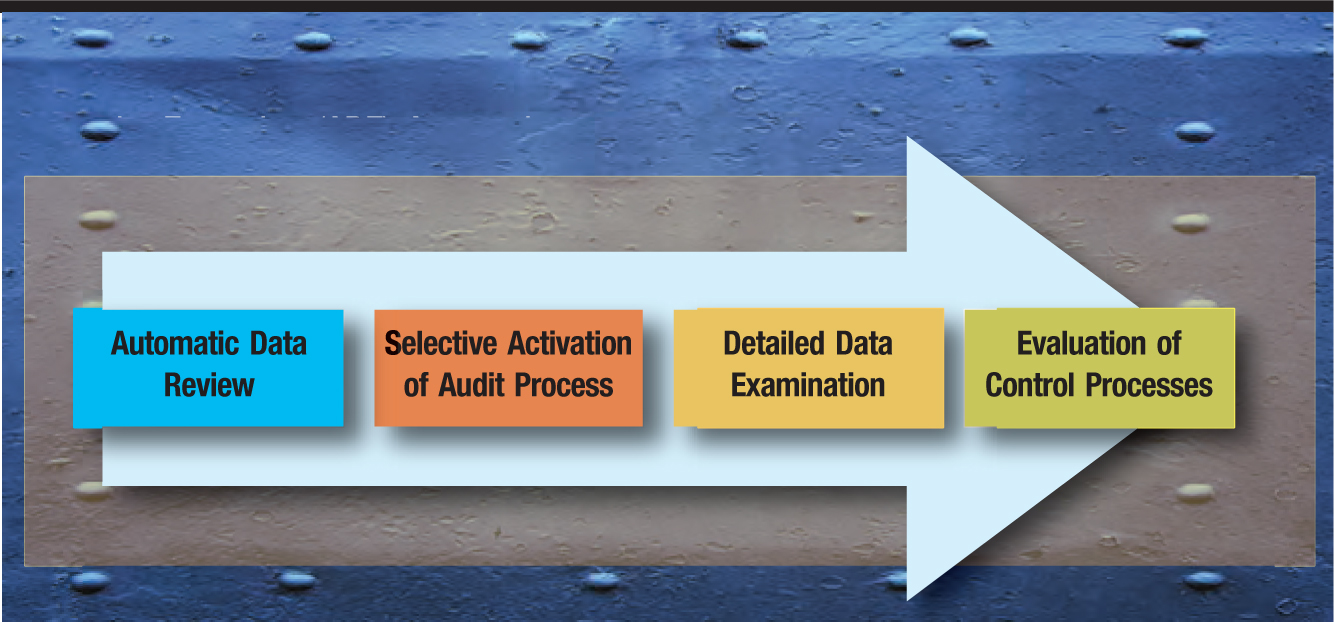 Automatic Data
Review
Selective Activation
of Audit Process
Detailed Data
Examination
Evaluation of
Control Processes